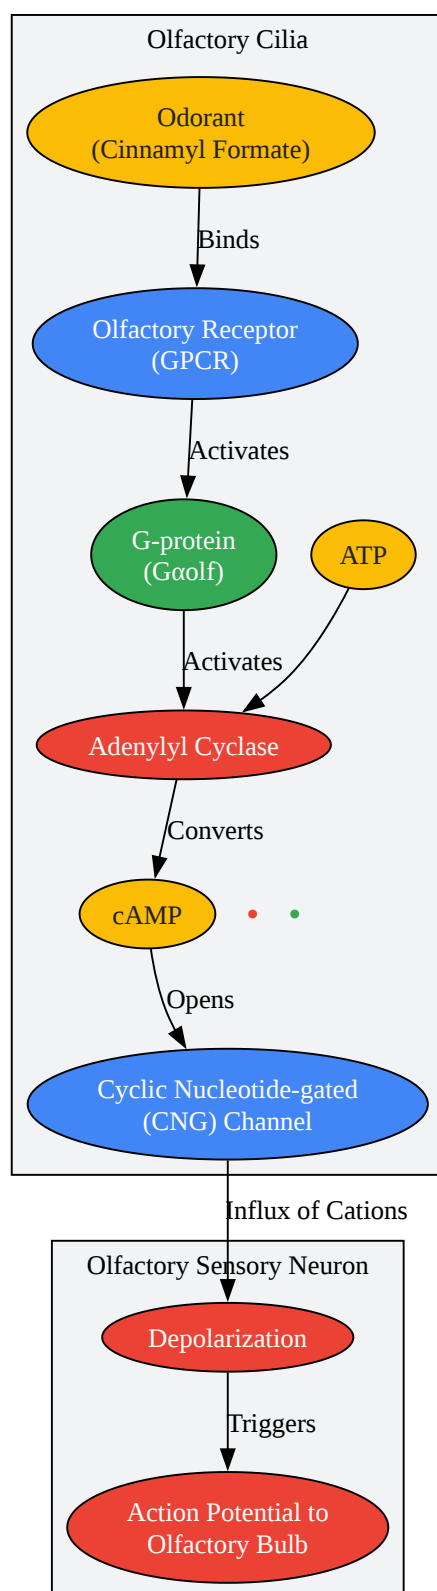 Olfactory Cilia
Odorant
(Cinnamyl Formate)
Binds
Olfactory Receptor
(GPCR)
Activates
G-protein
(Gαolf)
ATP
Activates
Adenylyl Cyclase
Converts
cAMP
Opens
Cyclic Nucleotide-gated
(CNG) Channel
Influx of Cations
Olfactory Sensory Neuron
Depolarization
Triggers
Action Potential to
Olfactory Bulb